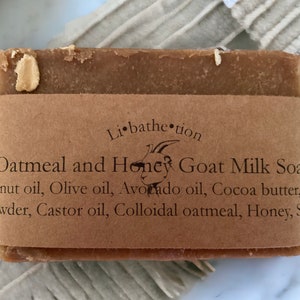 Li•bathe•tion
Oatmeal and Honey Goat Milk Soa
nut oil, Olive oil, Avocado oil, Cocoa butter,
wder, Castor oil, Colloidal oatmeal, Honey, S